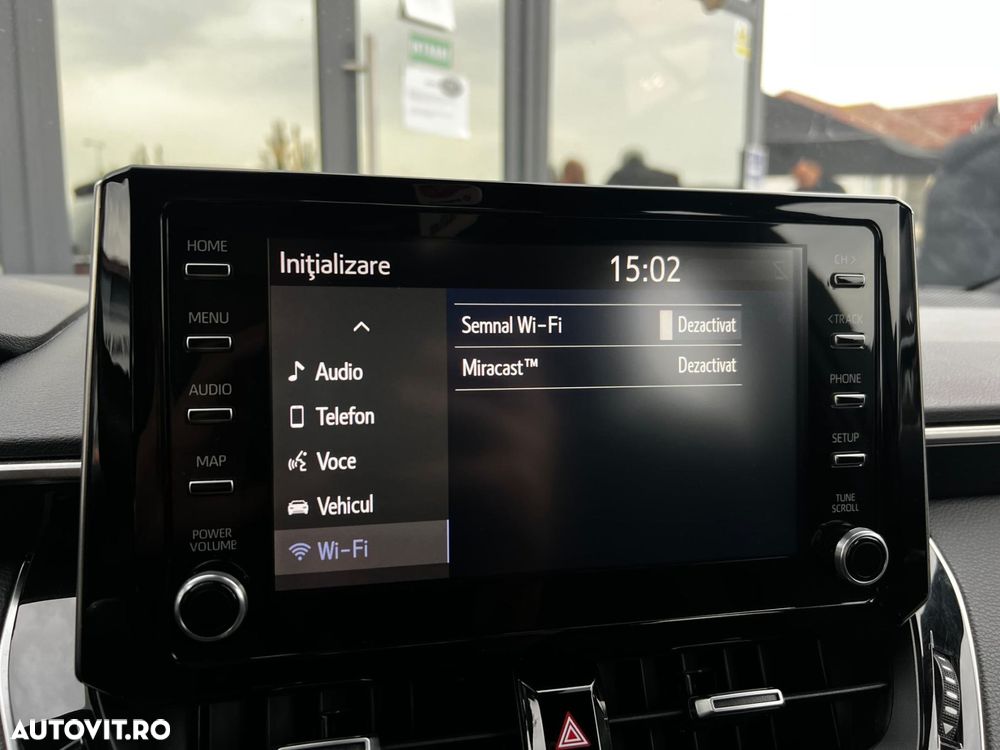 HOME
MENU
AUDIO
MAP
POWER
VOLUME
Inițializare
15:02
Audio
Telefon
Voce
Vehicul
Wi-Fi
Semnal Wi-Fi Dezactivat
Miracast™ Dezactivat
CH >
< TRACK
PHONE
SETUP
TUNE
SCROLL
AUTOVIT.RO